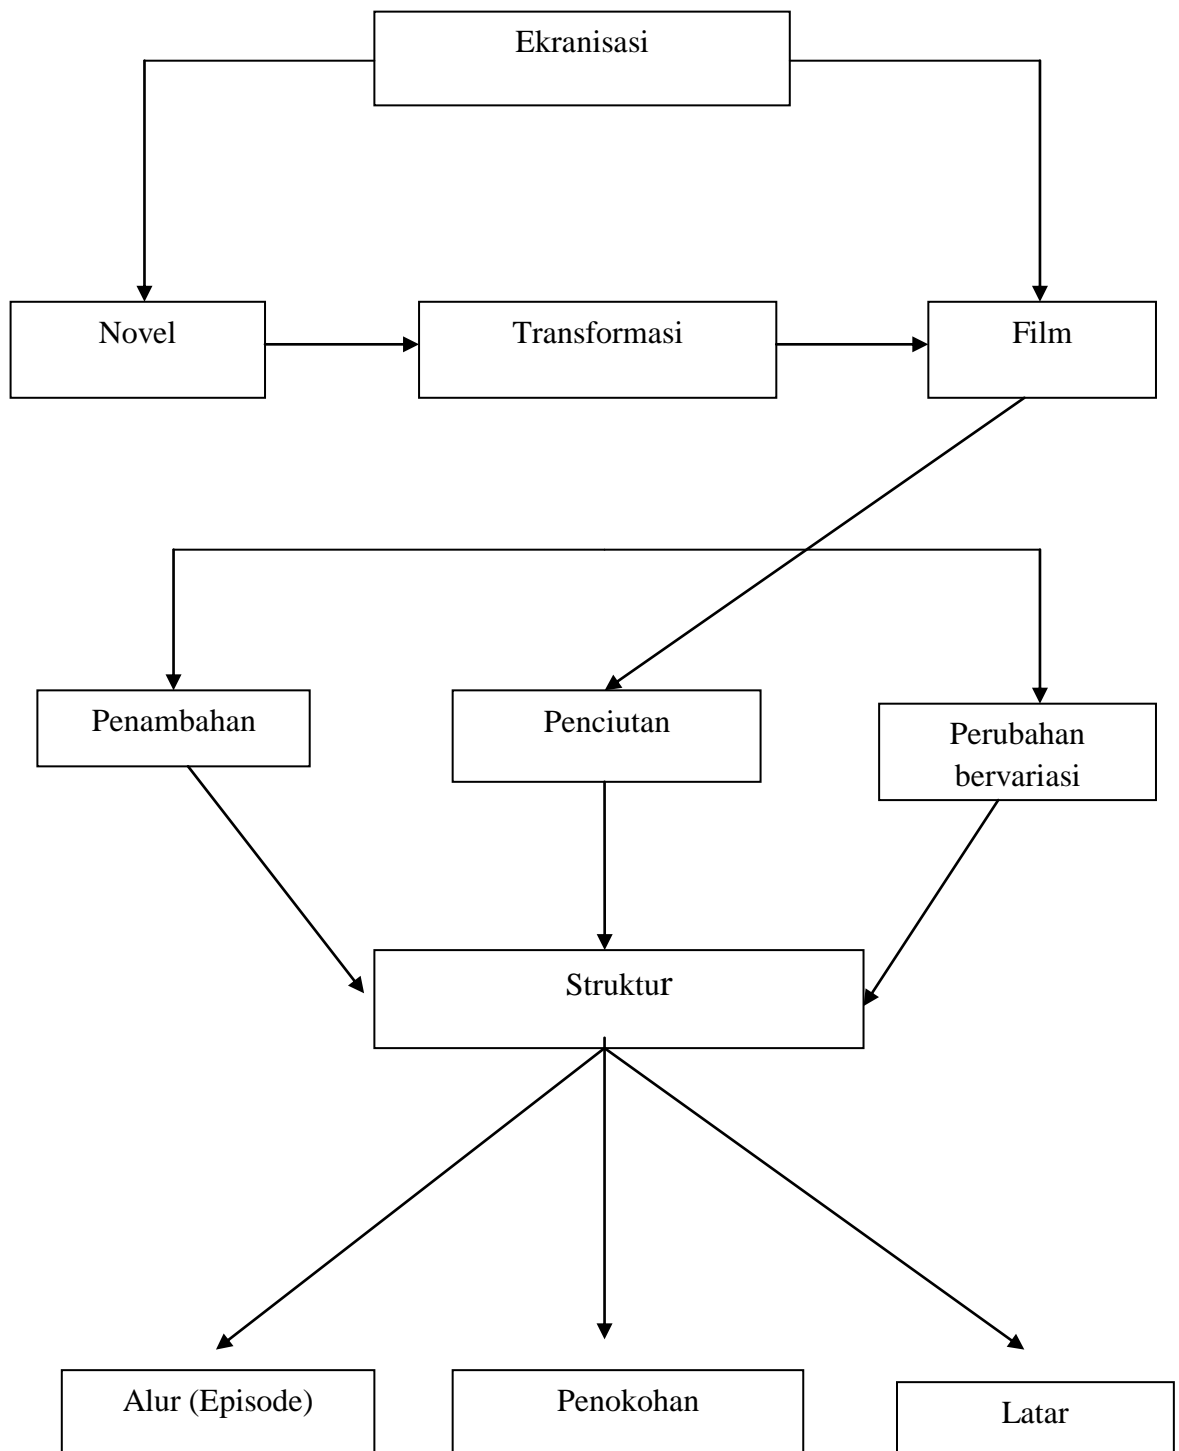 Ekranisasi
Novel
Transformasi
Film
Penambahan
Penciutan
Perubahan
bervariasi
Struktur
Alur (Episode)
Penokohan
Latar